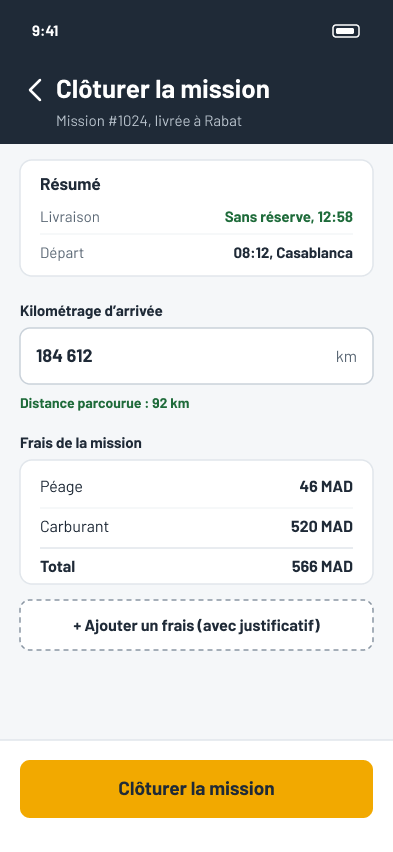 9:41
Clôturer la mission
Mission #1024, livrée à Rabat
Résumé
Livraison Sans réserve, 12:58
Départ 08:12, Casablanca
Kilométrage d’arrivée
184 612 km
Distance parcourue : 92 km
Frais de la mission
Péage 46 MAD
Carburant 520 MAD
Total 566 MAD
+ Ajouter un frais (avec justificatif)
Clôturer la mission